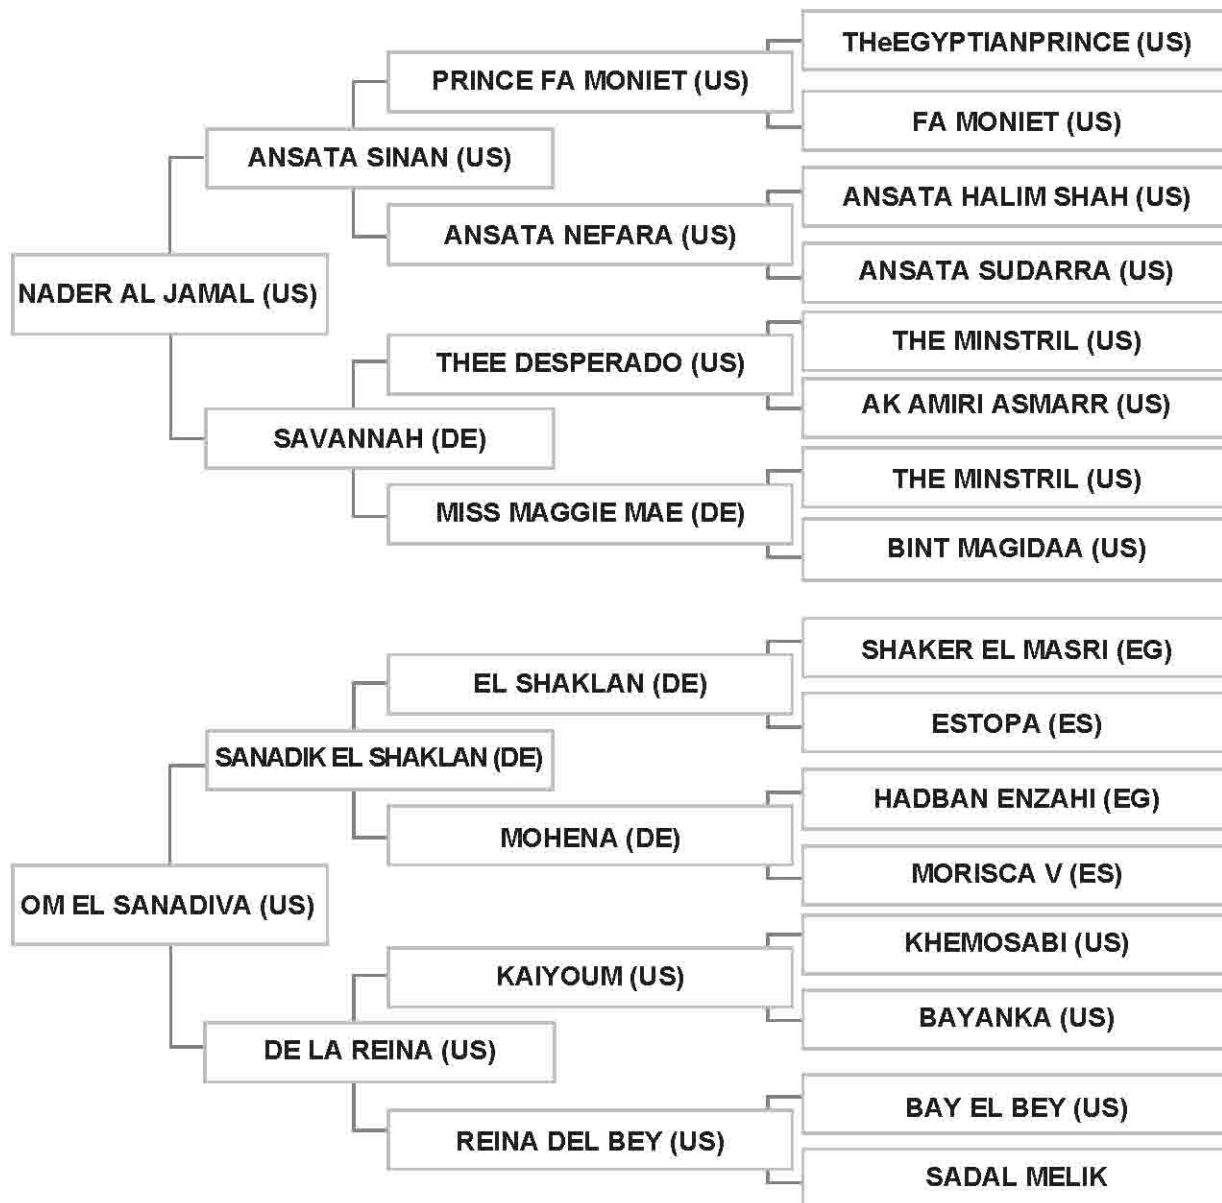 THeEGYPTIANPRINCE (US)
PRINCE FA MONIET (US)
FA MONIET (US)
ANSATA SINAN (US)
ANSATA HALIM SHAH (US)
ANSATA NEFARA (US)
ANSATA SUDARRA (US)
NADER AL JAMAL (US)
THE MINSTRIL (US)
THEE DESPERADO (US)
AK AMIRI ASMARR (US)
SAVANNAH (DE)
THE MINSTRIL (US)
MISS MAGGIE MAE (DE)
BINT MAGIDAA (US)
SHAKER EL MASRI (EG)
EL SHAKLAN (DE)
ESTOPA (ES)
SANADIK EL SHAKLAN (DE)
HADBAN ENZAHI (EG)
MOHENA (DE)
MORISCA V (ES)
OM EL SANADIVA (US)
KHEMOSABI (US)
KAIYOUM (US)
BAYANKA (US)
DE LA REINA (US)
BAY EL BEY (US)
REINA DEL BEY (US)
SADAL MELIK